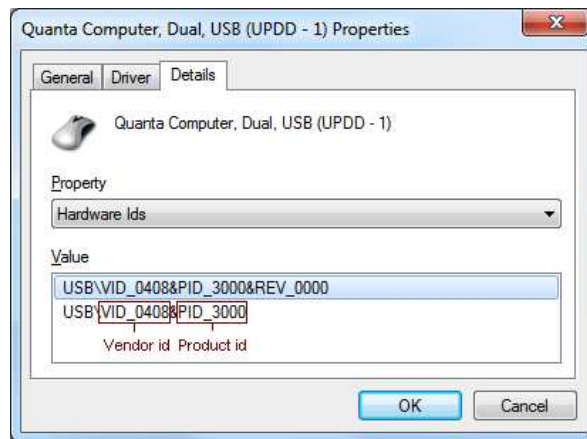 Quanta Computer, Dual, USB (UPDD - 1) Properties
General Driver Details
Quanta Computer, Dual, USB (UPDD - 1)
Property
Hardware Ids
Value
USB\VID_0408&PID_3000&REV_0000
USB\VID_0408&PID_3000
Vendor id Product id
OK Cancel